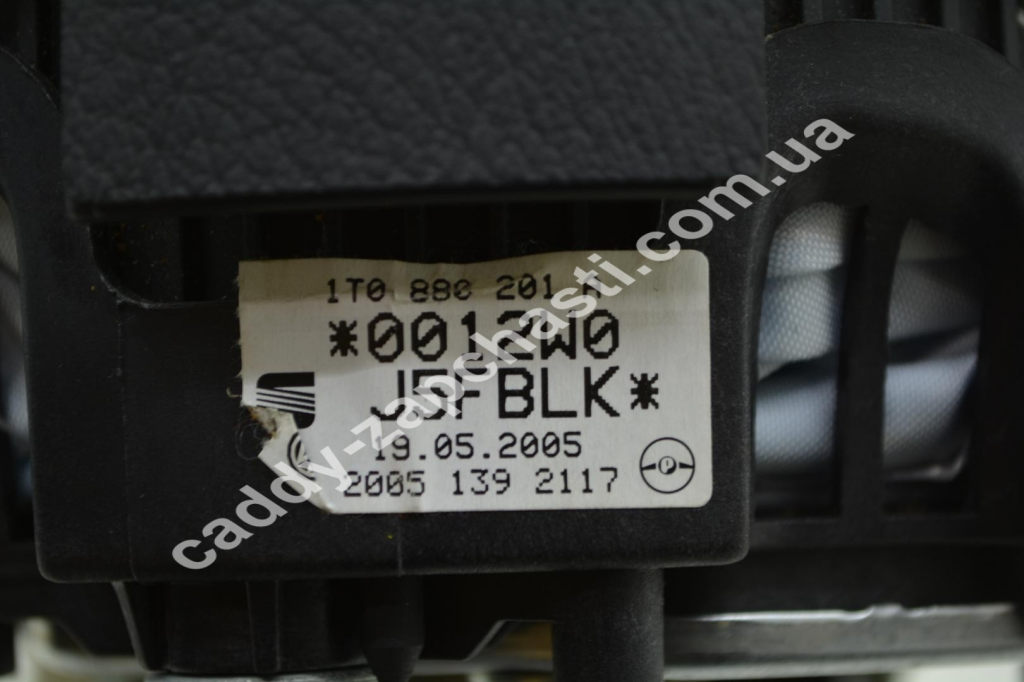 1T0 880 201 A
*0012W0
J5FBLK*
19.05.2005
2005 139 2117
caddy-zapchasti.com.ua